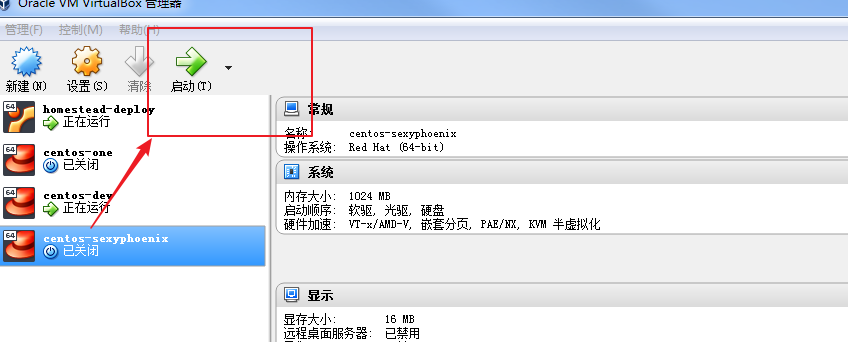 Oracle VM VirtualBox 管理器
管理(F) 控制(M) 帮助(H)
新建(N) 设置(S) 清除 启动(T)
64 homestead-deploy
正在运行
64 centos-one
已关闭
64 centos-dev
正在运行
64 centos-sexyphoenix
已关闭
常规
名称: centos-sexyphoenix
操作系统: Red Hat (64-bit)
系统
内存大小: 1024 MB
启动顺序: 软驱, 光驱, 硬盘
硬件加速: VT-x/AMD-V, 嵌套分页, PAE/NX, KVM 半虚拟化
显示
显存大小: 16 MB
远程桌面服务器: 已禁用